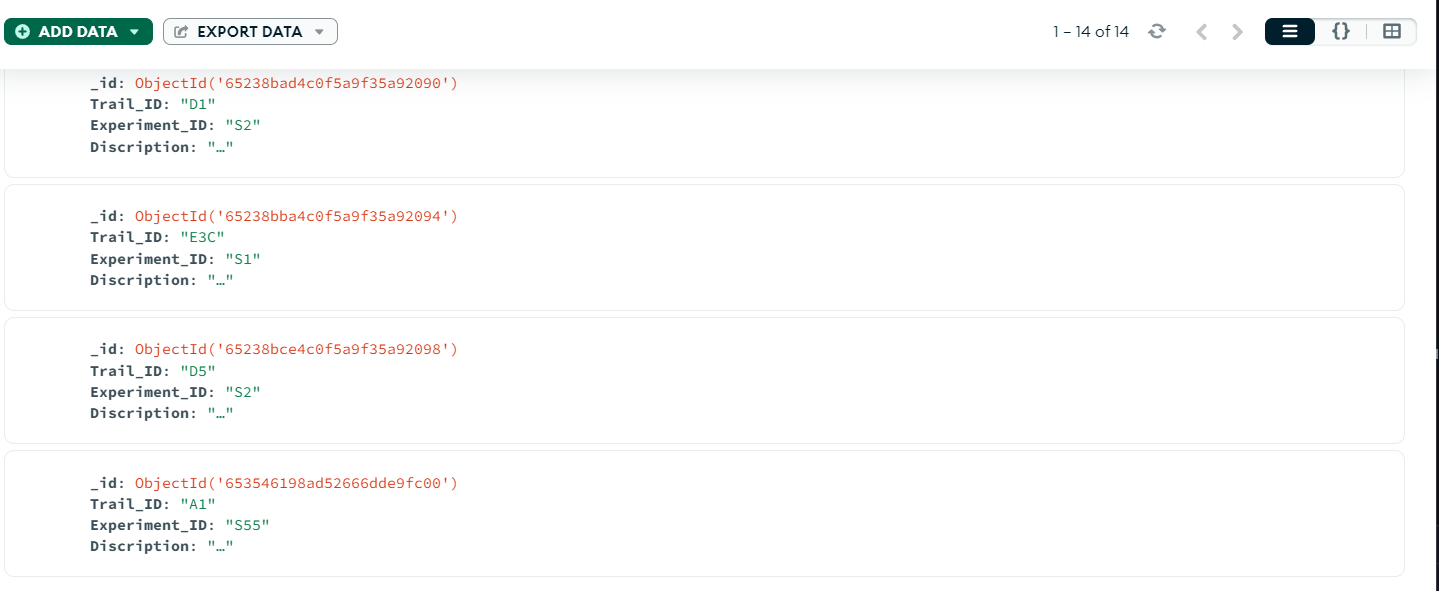 ADD DATA
EXPORT DATA
1 – 14 of 14
{}
_id: ObjectId('65238bad4c0f5a9f35a92090')
Trail_ID: "D1"
Experiment_ID: "S2"
Discription: "…"
_id: ObjectId('65238bba4c0f5a9f35a92094')
Trail_ID: "E3C"
Experiment_ID: "S1"
Discription: "…"
_id: ObjectId('65238bce4c0f5a9f35a92098')
Trail_ID: "D5"
Experiment_ID: "S2"
Discription: "…"
_id: ObjectId('653546198ad52666dde9fc00')
Trail_ID: "A1"
Experiment_ID: "S55"
Discription: "…"